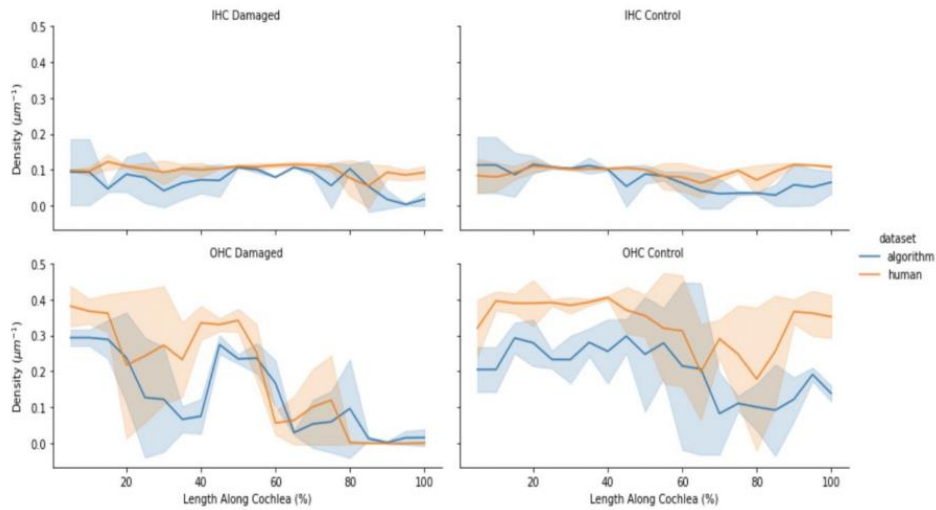 IHC Damaged
IHC Control
0.5
0.4
0.3
0.2
0.1
0.0
Density (μm⁻¹)
OHC Damaged
OHC Control
0.5
0.4
0.3
0.2
0.1
0.0
Density (μm⁻¹)
20 40 60 80 100
20 40 60 80 100
Length Along Cochlea (%)
Length Along Cochlea (%)
dataset
algorithm
human